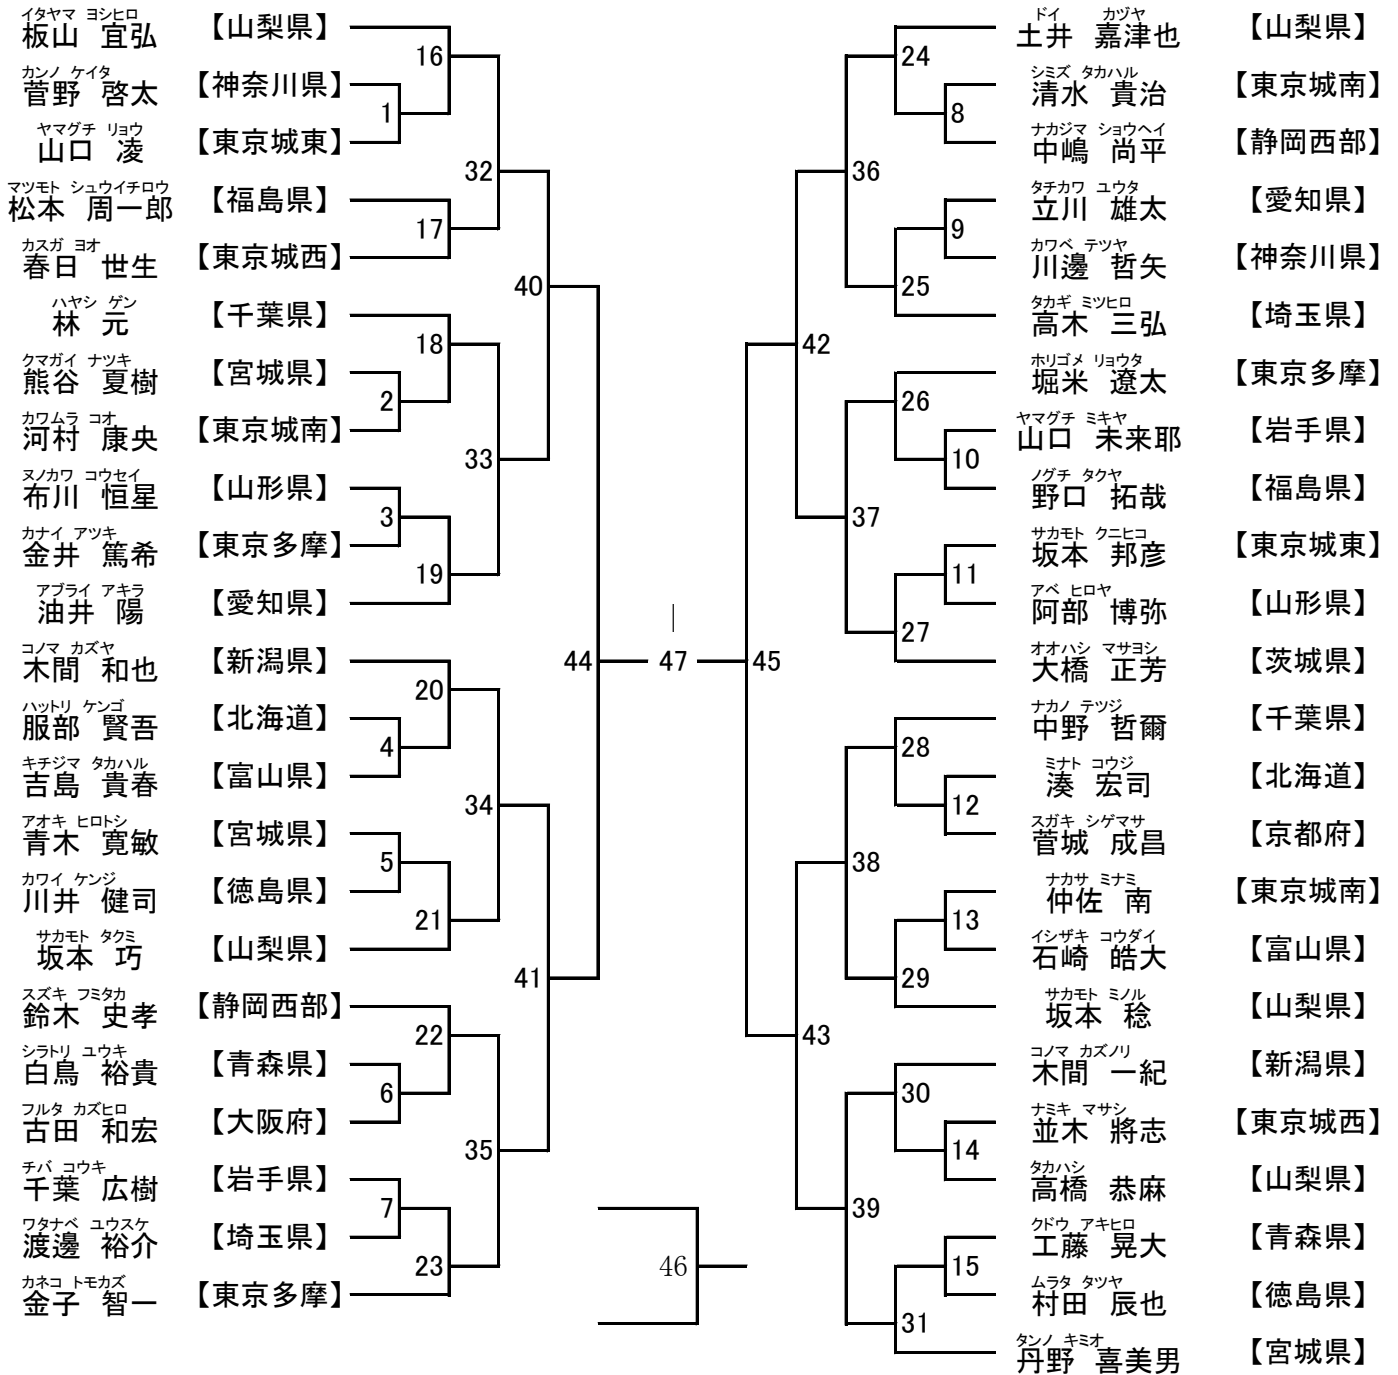 イタヤマ ヨシヒロ
板山 宜弘 【山梨県】
カンノ ケイタ
菅野 啓太 【神奈川県】
ヤマグチ リョウ
山口 凌 【東京城東】
マツモト シュウイチロウ
松本 周一郎 【福島県】
カスガ ヨオ
春日 世生 【東京城西】
ハヤシ ゲン
林 元 【千葉県】
クマガイ ナツキ
熊谷 夏樹 【宮城県】
カワムラ コオ
河村 康央 【東京城南】
ヌノカワ コウセイ
布川 恒星 【山形県】
カナイ アツキ
金井 篤希 【東京多摩】
アブライ アキラ
油井 陽 【愛知県】
コノマ カズヤ
木間 和也 【新潟県】
ハットリ ケンゴ
服部 賢吾 【北海道】
キチジマ タカハル
吉島 貴春 【富山県】
アオキ ヒロトシ
青木 寛敏 【宮城県】
カワイ ケンジ
川井 健司 【徳島県】
サカモト タクミ
坂本 巧 【山梨県】
スズキ フミタカ
鈴木 史孝 【静岡西部】
シラトリ ユウキ
白鳥 裕貴 【青森県】
フルタ カズヒロ
古田 和宏 【大阪府】
チバ コウキ
千葉 広樹 【岩手県】
ワタナベ ユウスケ
渡邊 裕介 【埼玉県】
カネコ トモカズ
金子 智一 【東京多摩】
16
1
32
17
40
18
2
33
3
19
44
20
4
34
5
21
41
22
6
35
7
23
47
46
45
24
8
36
9
25
42
26
10
37
11
27
28
12
38
13
29
43
30
14
39
15
31
ドイ カヅヤ
土井 嘉津也 【山梨県】
シミズ タカハル
清水 貴治 【東京城南】
ナカジマ ショウヘイ
中嶋 尚平 【静岡西部】
タチカワ ユウタ
立川 雄太 【愛知県】
カワベ テツヤ
川邊 哲矢 【神奈川県】
タカギ ミツヒロ
高木 三弘 【埼玉県】
ホリゴメ リョウタ
堀米 遼太 【東京多摩】
ヤマグチ ミキヤ
山口 未来耶 【岩手県】
ノグチ タクヤ
野口 拓哉 【福島県】
サカモト クニヒコ
坂本 邦彦 【東京城東】
アベ ヒロヤ
阿部 博弥 【山形県】
オオハシ マサヨシ
大橋 正芳 【茨城県】
ナカノ テツジ
中野 哲爾 【千葉県】
ミナト コウジ
湊 宏司 【北海道】
スガキ シゲマサ
菅城 成昌 【京都府】
ナカサ ミナミ
仲佐 南 【東京城南】
イシザキ コウダイ
石崎 皓大 【富山県】
サカモト ミノル
坂本 稔 【山梨県】
コノマ カズノリ
木間 一紀 【新潟県】
ナミキ マサシ
並木 將志 【東京城西】
タカハシ
高橋 恭麻 【山梨県】
クドウ アキヒロ
工藤 晃大 【青森県】
ムラタ タツヤ
村田 辰也 【徳島県】
タンノ キミオ
丹野 喜美男 【宮城県】